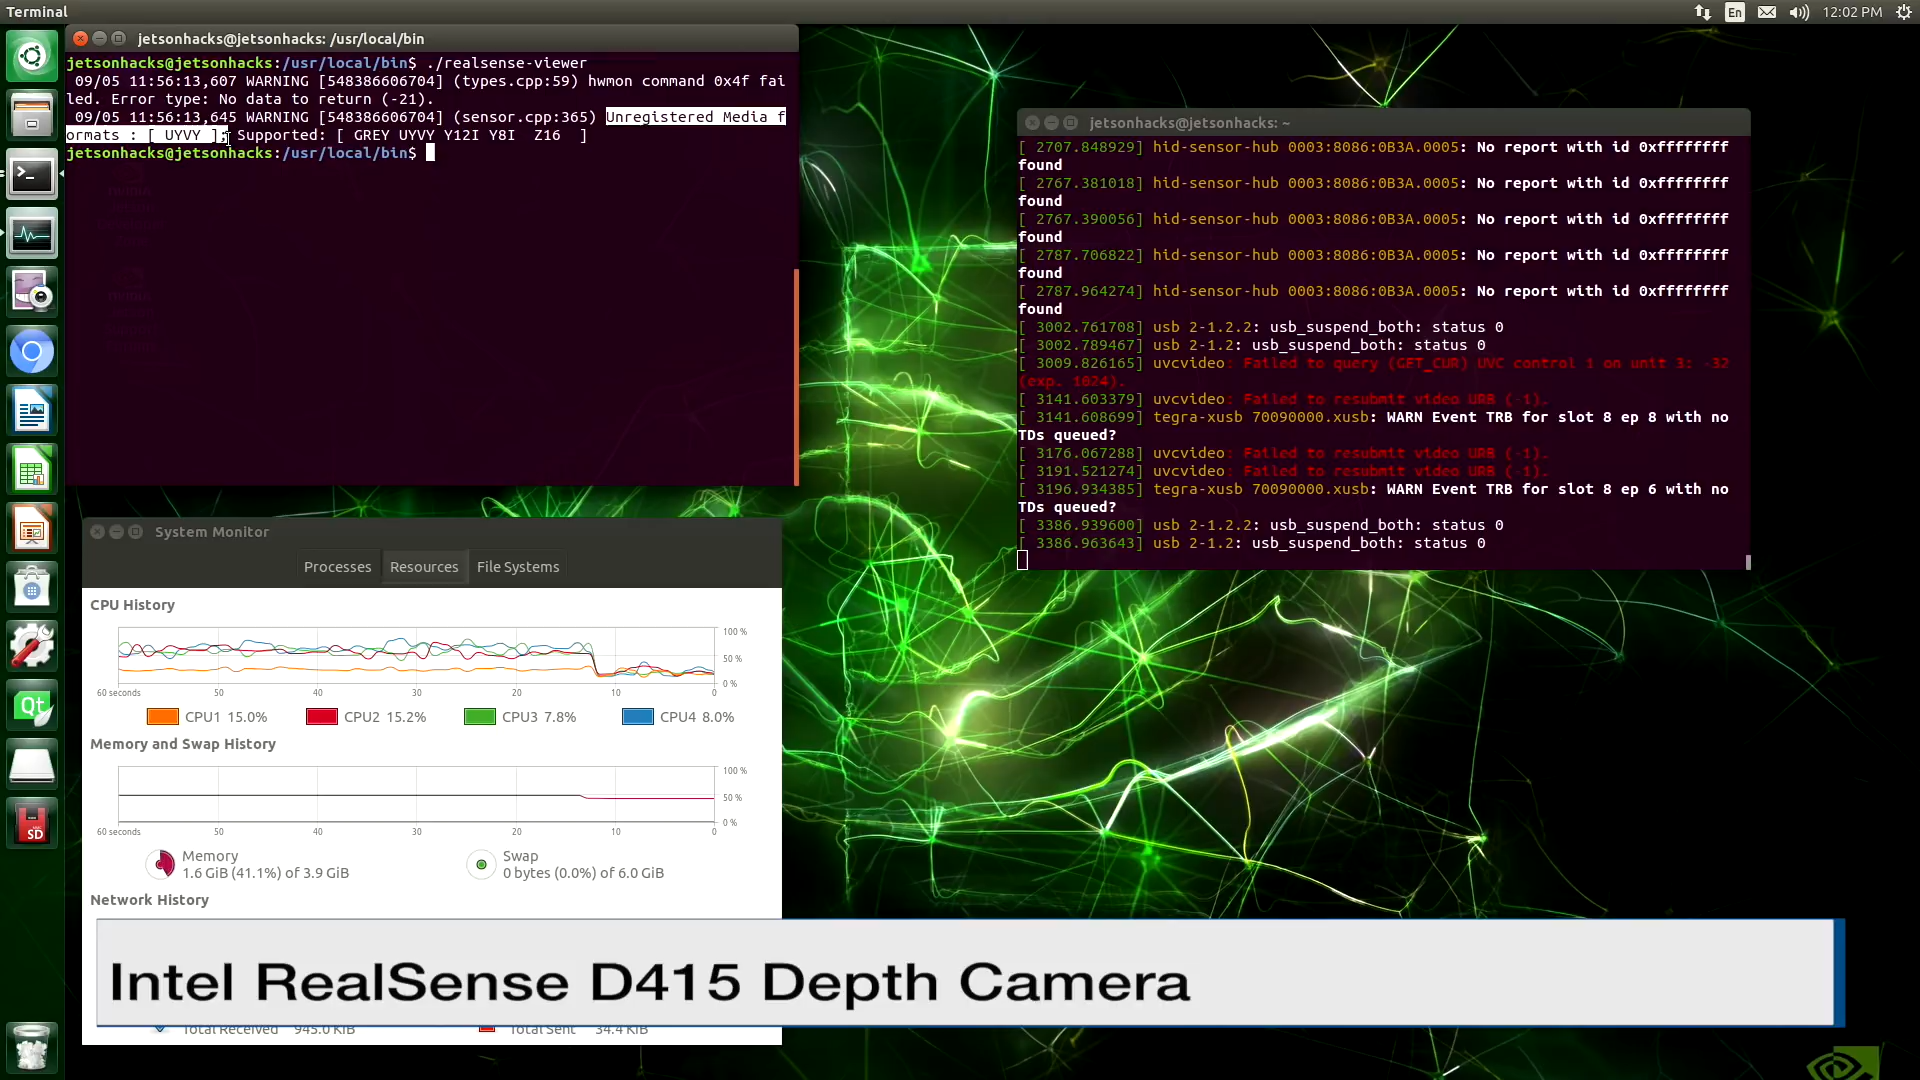 Terminal
En
12:02 PM
jetsonhacks@jetsonhacks: /usr/local/bin
jetsonhacks@jetsonhacks:/usr/local/bin$ ./realsense-viewer
09/05 11:56:13,607 WARNING [548386606704] (types.cpp:59) hwmon command 0x4f fai
led. Error type: No data to return (-21).
09/05 11:56:13,645 WARNING [548386606704] (sensor.cpp:365) Unregistered Media f
ormats : [ UYVY ]; Supported: [ GREY UYVY Y12I Y8I  Z16  ]
jetsonhacks@jetsonhacks:/usr/local/bin$
jetsonhacks@jetsonhacks: ~
[ 2707.848929] hid-sensor-hub 0003:8086:0B3A.0005: No report with id 0xffffffff
found
[ 2767.381018] hid-sensor-hub 0003:8086:0B3A.0005: No report with id 0xffffffff
found
[ 2767.390056] hid-sensor-hub 0003:8086:0B3A.0005: No report with id 0xffffffff
found
[ 2787.706822] hid-sensor-hub 0003:8086:0B3A.0005: No report with id 0xffffffff
found
[ 2787.964274] hid-sensor-hub 0003:8086:0B3A.0005: No report with id 0xffffffff
found
[ 3002.761708] usb 2-1.2.2: usb_suspend_both: status 0
[ 3002.789467] usb 2-1.2: usb_suspend_both: status 0
[ 3009.826165] uvcvideo: Failed to query (GET_CUR) UVC control 1 on unit 3: -32
(exp. 1024).
[ 3141.603379] uvcvideo: Failed to resubmit video URB (-1).
[ 3141.608699] tegra-xusb 70090000.xusb: WARN Event TRB for slot 8 ep 8 with no
TDs queued?
[ 3176.067288] uvcvideo: Failed to resubmit video URB (-1).
[ 3191.521274] uvcvideo: Failed to resubmit video URB (-1).
[ 3196.934385] tegra-xusb 70090000.xusb: WARN Event TRB for slot 8 ep 6 with no
TDs queued?
[ 3386.939600] usb 2-1.2.2: usb_suspend_both: status 0
[ 3386.963643] usb 2-1.2: usb_suspend_both: status 0
System Monitor
Processes Resources File Systems
CPU History
100 %
50 %
0 %
60 seconds 50 40 30 20 10 0
CPU1 15.0% CPU2 15.2% CPU3 7.8% CPU4 8.0%
Memory and Swap History
100 %
50 %
0 %
60 seconds 50 40 30 20 10 0
Memory
1.6 GiB (41.1%) of 3.9 GiB
Swap
0 bytes (0.0%) of 6.0 GiB
Network History
Intel RealSense D415 Depth Camera
Total Received 945.0 KiB Total Sent 34.4 KiB
Qt
SD